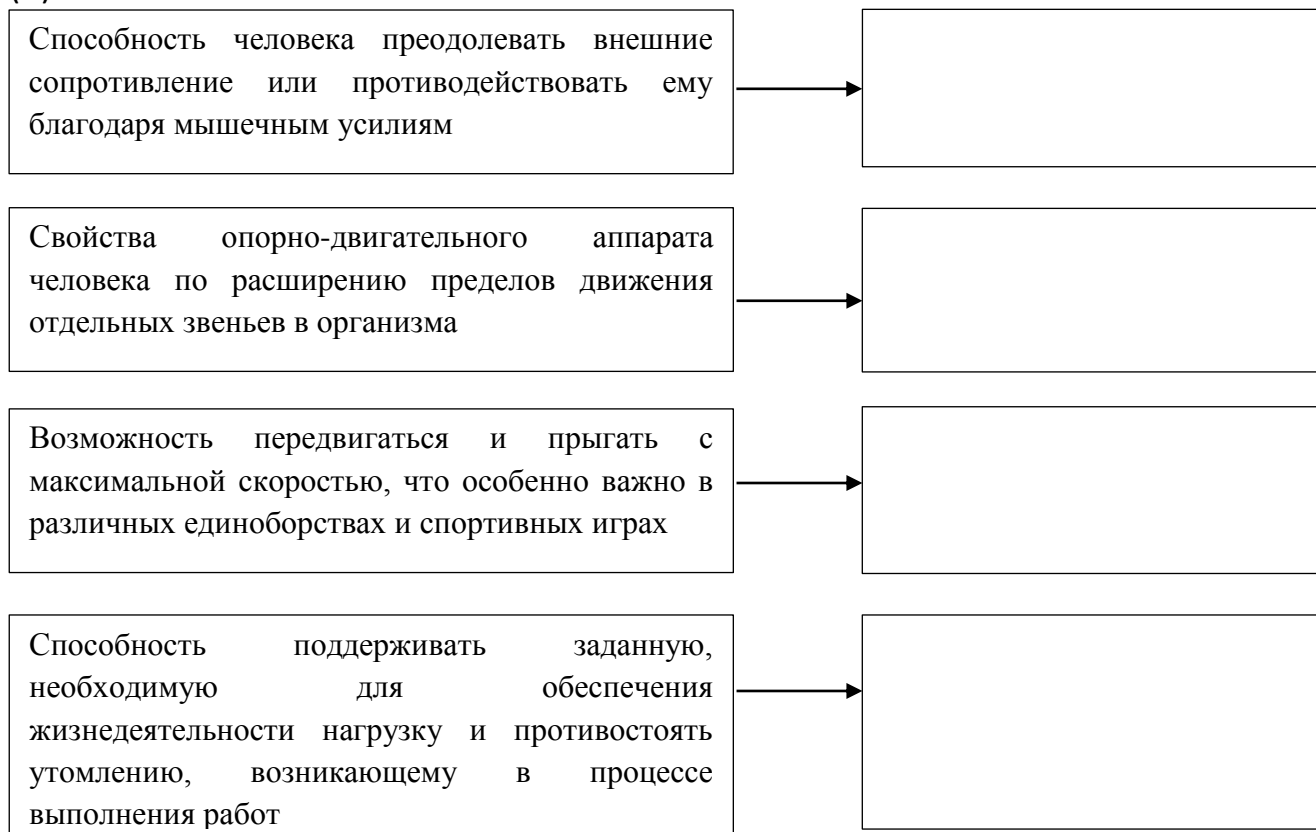 Способность человека преодолевать внешние
сопротивление или противодействовать ему
благодаря мышечным усилиям
Свойства опорно-двигательного аппарата
человека по расширению пределов движения
отдельных звеньев в организма
Возможность передвигаться и прыгать с
максимальной скоростью, что особенно важно в
различных единоборствах и спортивных играх
Способность поддерживать заданную,
необходимую для обеспечения
жизнедеятельности нагрузку и противостоять
утомлению, возникающему в процессе
выполнения работ